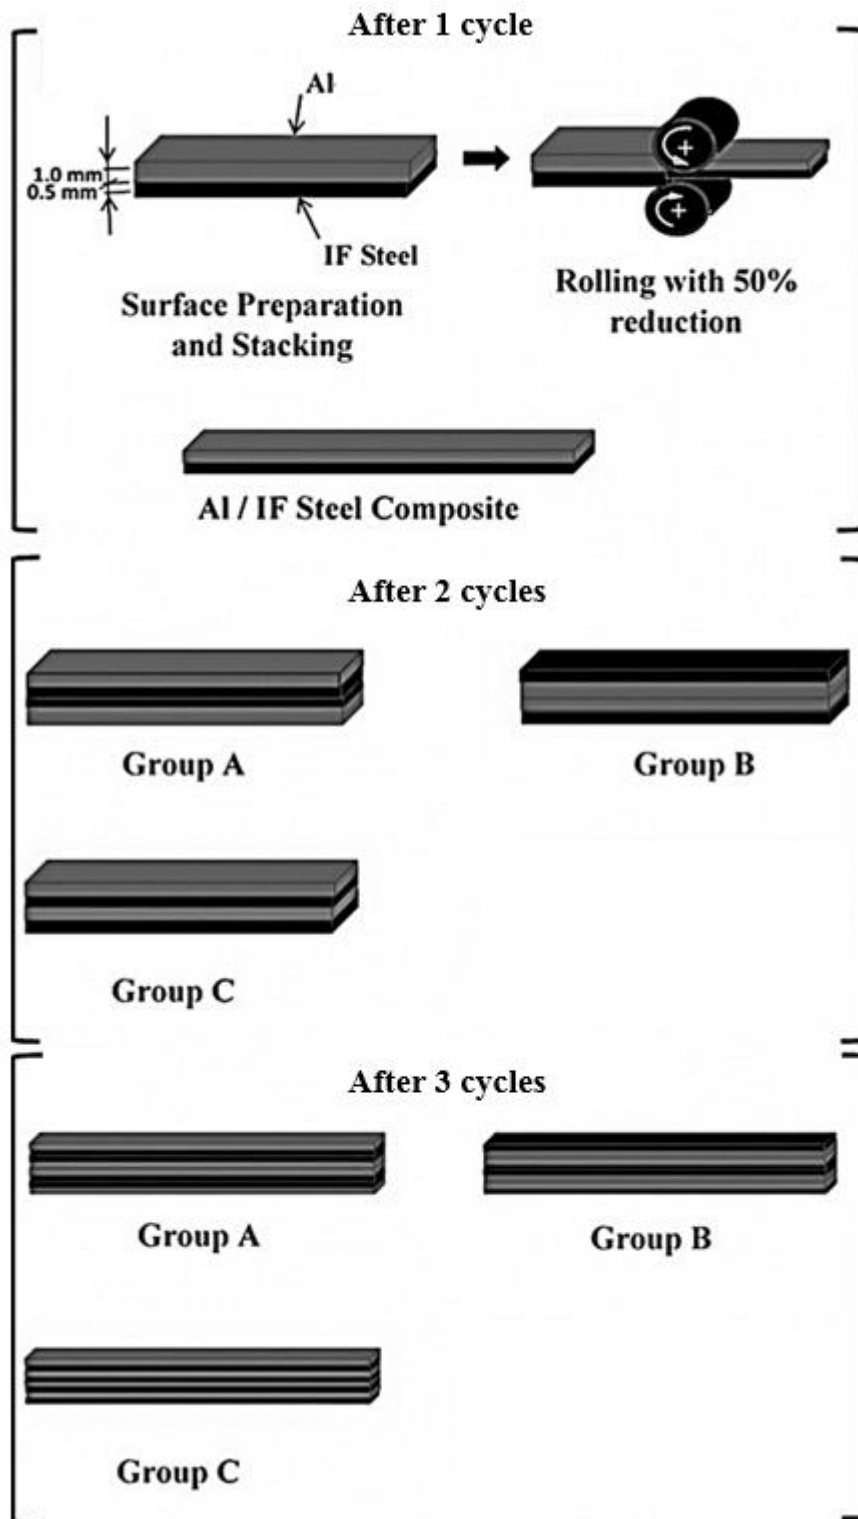 After 1 cycle
Al
1.0 mm
0.5 mm
IF Steel
Surface Preparation
and Stacking
Rolling with 50%
reduction
Al / IF Steel Composite
After 2 cycles
Group A
Group B
Group C
After 3 cycles
Group A
Group B
Group C